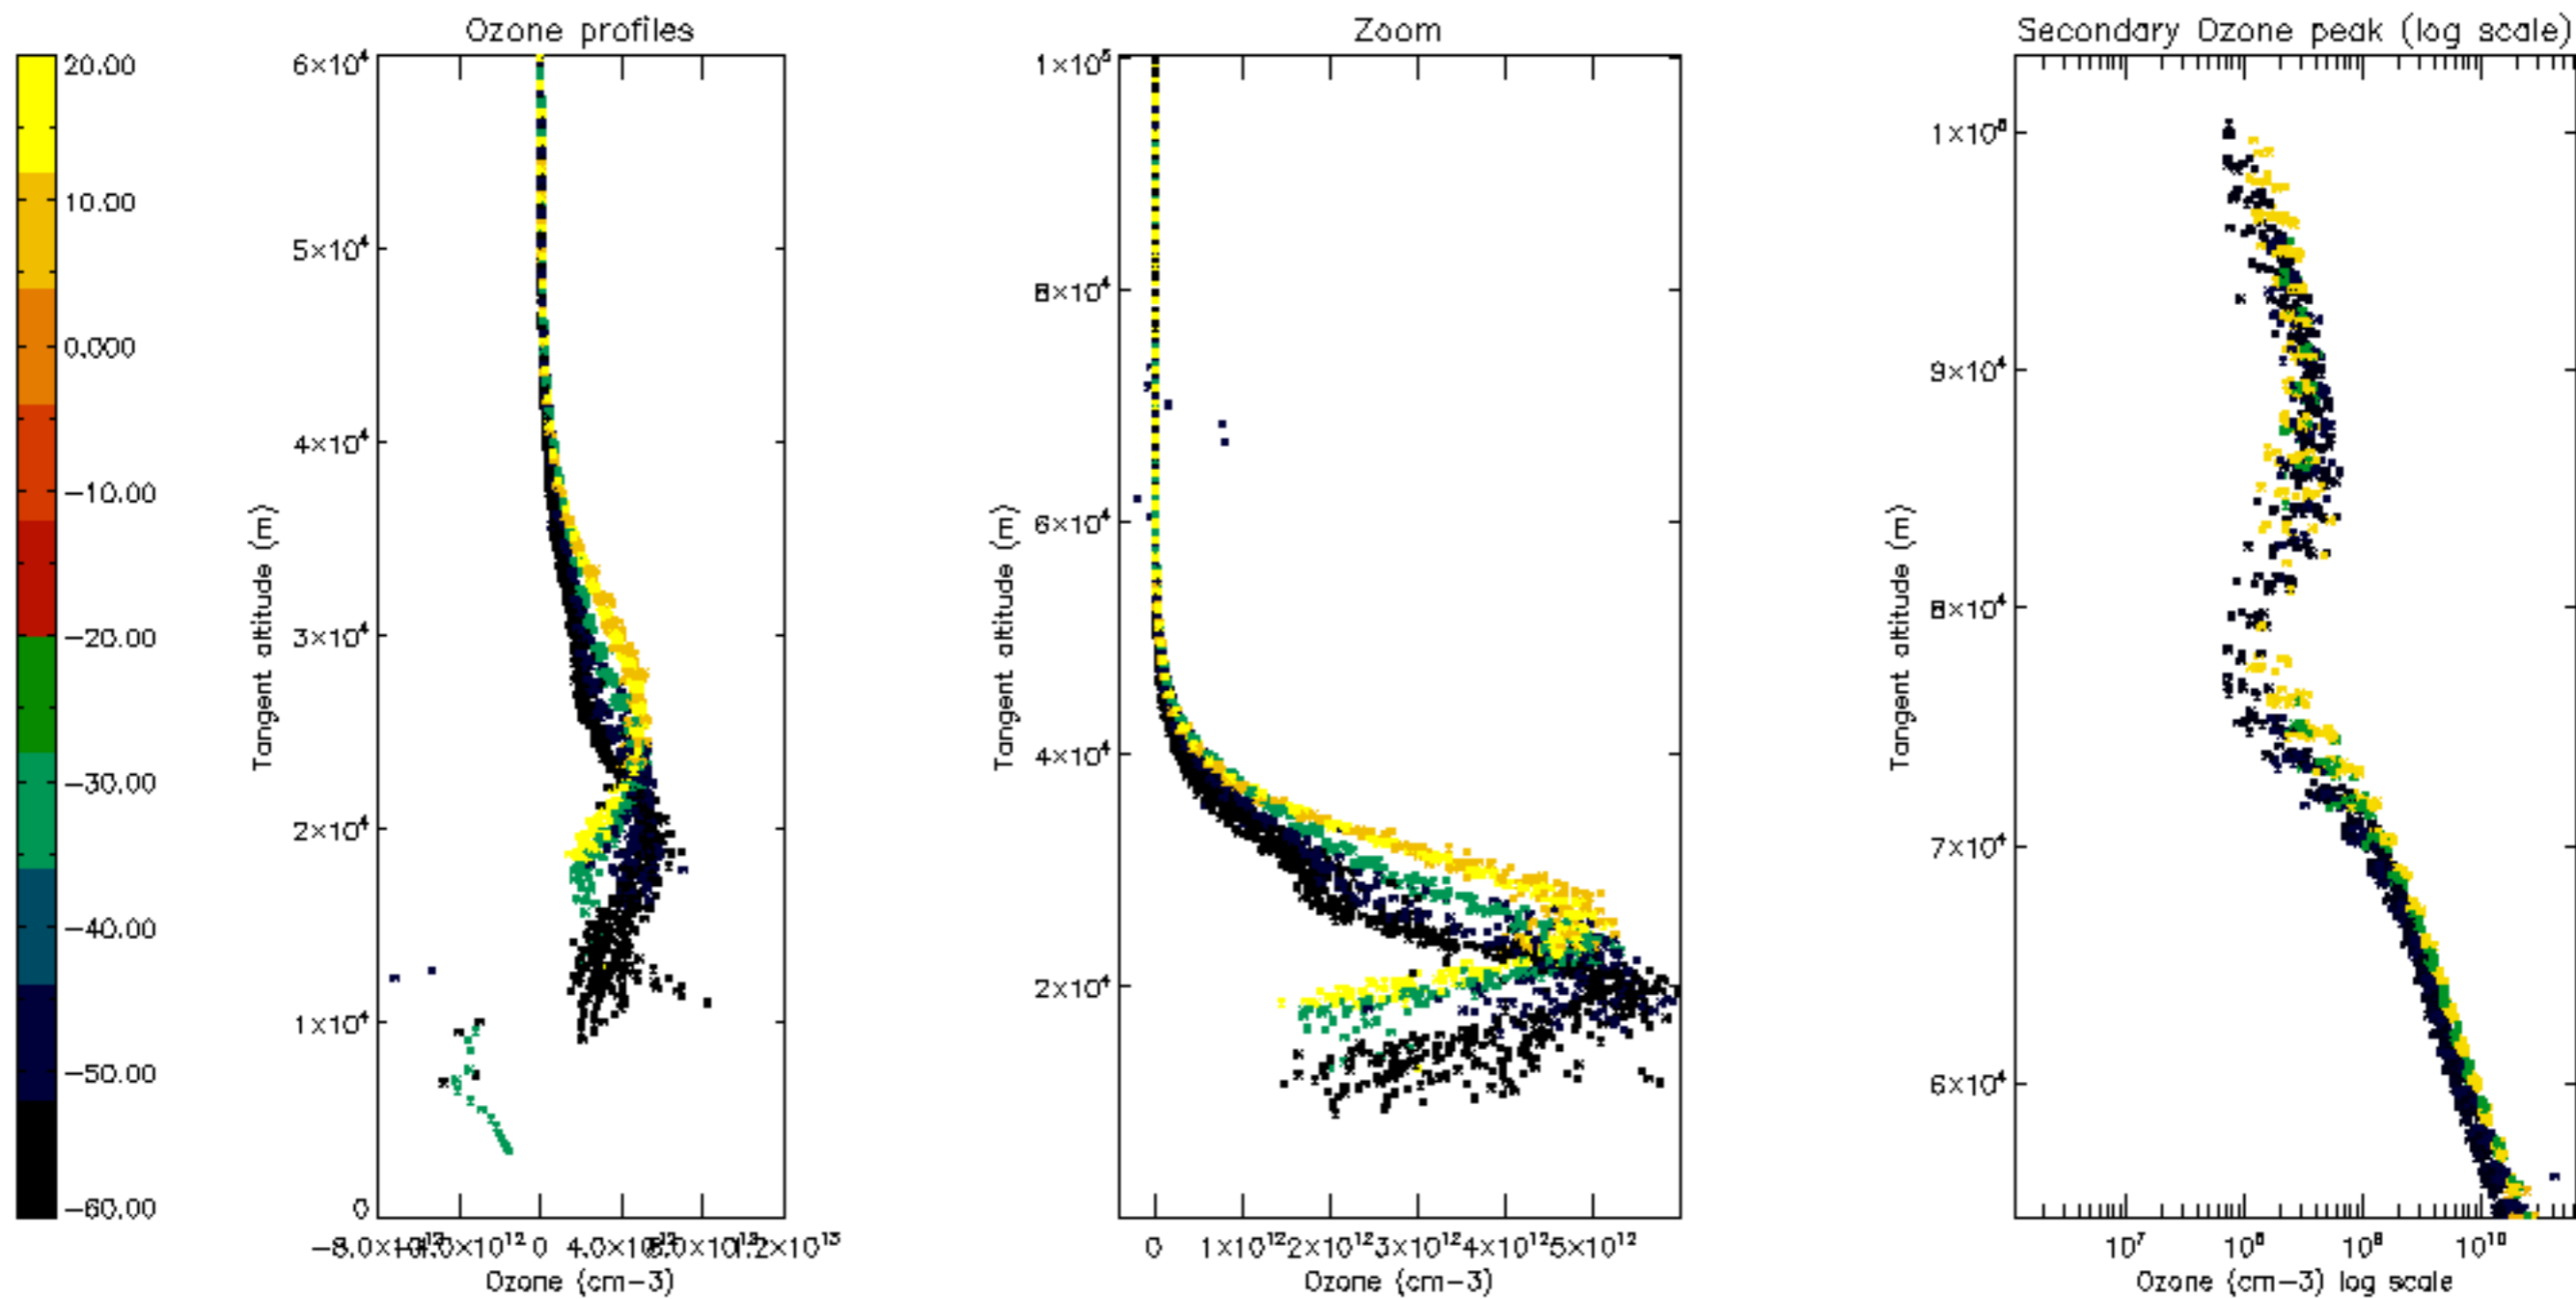 Ozone profiles
Zoom
Secondary Ozone peak (log scale)
20.00
10.00
0.000
-10.00
-20.00
-30.00
-40.00
-50.00
-60.00
Tangent altitude (m)
6×10⁴
5×10⁴
4×10⁴
3×10⁴
2×10⁴
1×10⁴
0
0
Ozone (cm-3)
Tangent altitude (m)
1×10⁵
8×10⁴
6×10⁴
4×10⁴
2×10⁴
0 1×10¹² 2×10¹² 3×10¹² 4×10¹² 5×10¹²
Ozone (cm-3)
Tangent altitude (m)
9×10⁴
8×10⁴
7×10⁴
6×10⁴
10⁷ 10⁸ 10⁹ 10¹⁰
Ozone (cm-3) log scale